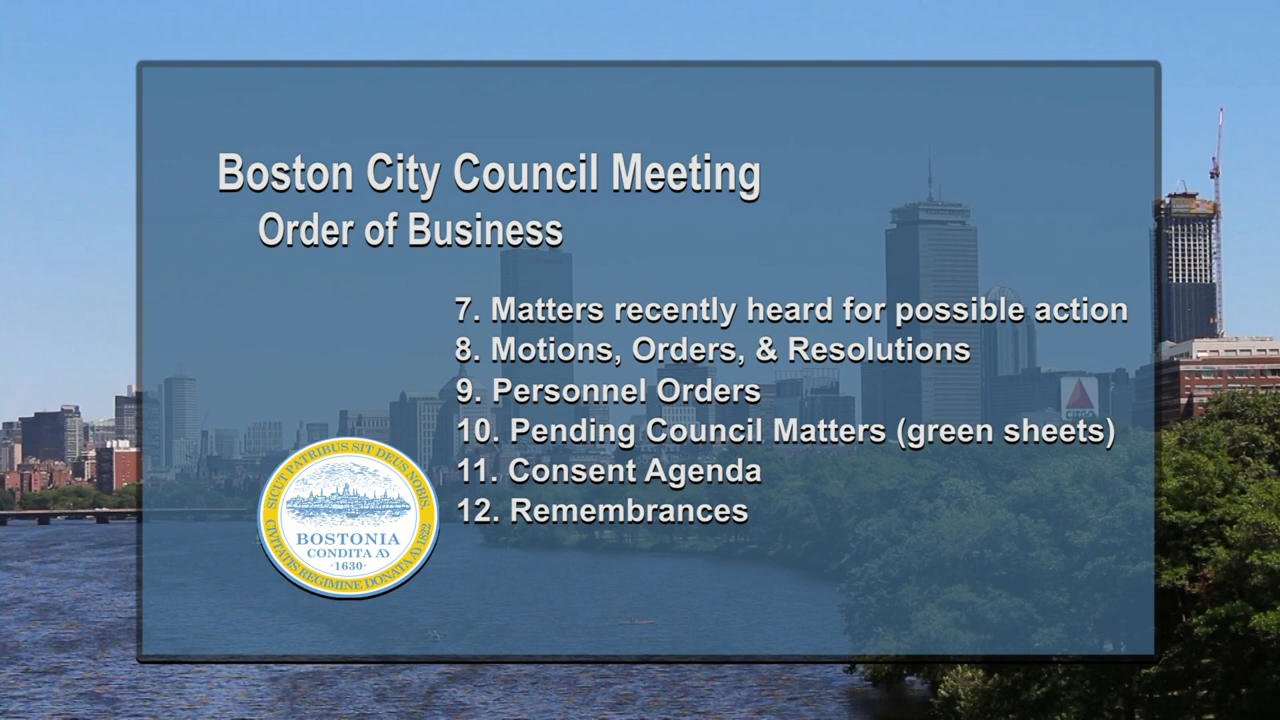 Boston City Council Meeting
Order of Business
7. Matters recently heard for possible action
8. Motions, Orders, & Resolutions
9. Personnel Orders
10. Pending Council Matters (green sheets)
11. Consent Agenda
12. Remembrances
SICUT PATRIBUS SIT DEUS NOBIS
BOSTONIA
CONDITA AD
·1630·
CIVITATIS REGIMINE DONATA AD 1822
CITGO